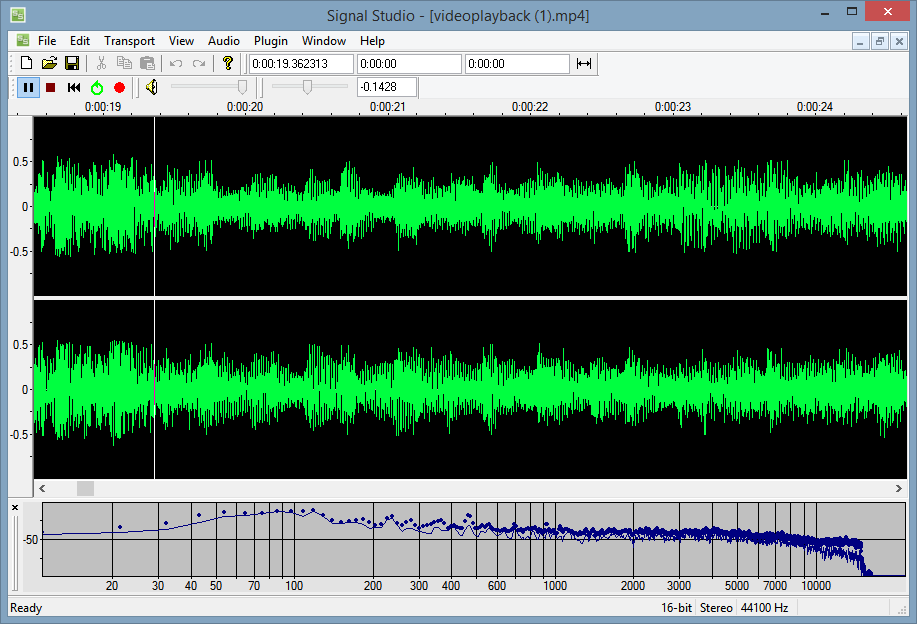 Signal Studio - [videoplayback (1).mp4]
File Edit Transport View Audio Plugin Window Help
0:00:19.362313 0:00:00 0:00:00
-0.1428
0:00:19 0:00:20 0:00:21 0:00:22 0:00:23 0:00:24
0.5
0
-0.5
0.5
0
-0.5
-50
20 30 40 50 70 100 200 300 400 600 1000 2000 3000 5000 7000 10000
Ready 16-bit Stereo 44100 Hz